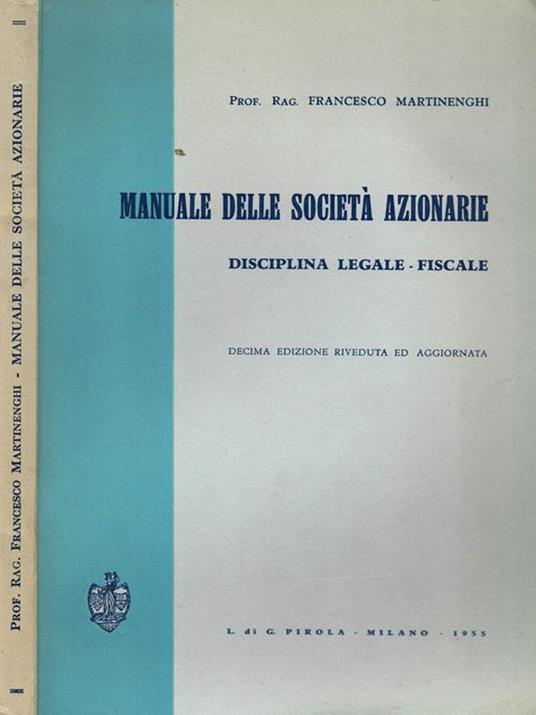 Prof. Rag. FRANCESCO MARTINENGHI
MANUALE DELLE SOCIETÀ AZIONARIE
DISCIPLINA LEGALE - FISCALE
DECIMA EDIZIONE RIVEDUTA ED AGGIORNATA
L. di G. PIROLA - MILANO - 1955
Prof. Rag. Francesco Martinenghi - MANUALE DELLE SOCIETÀ AZIONARIE